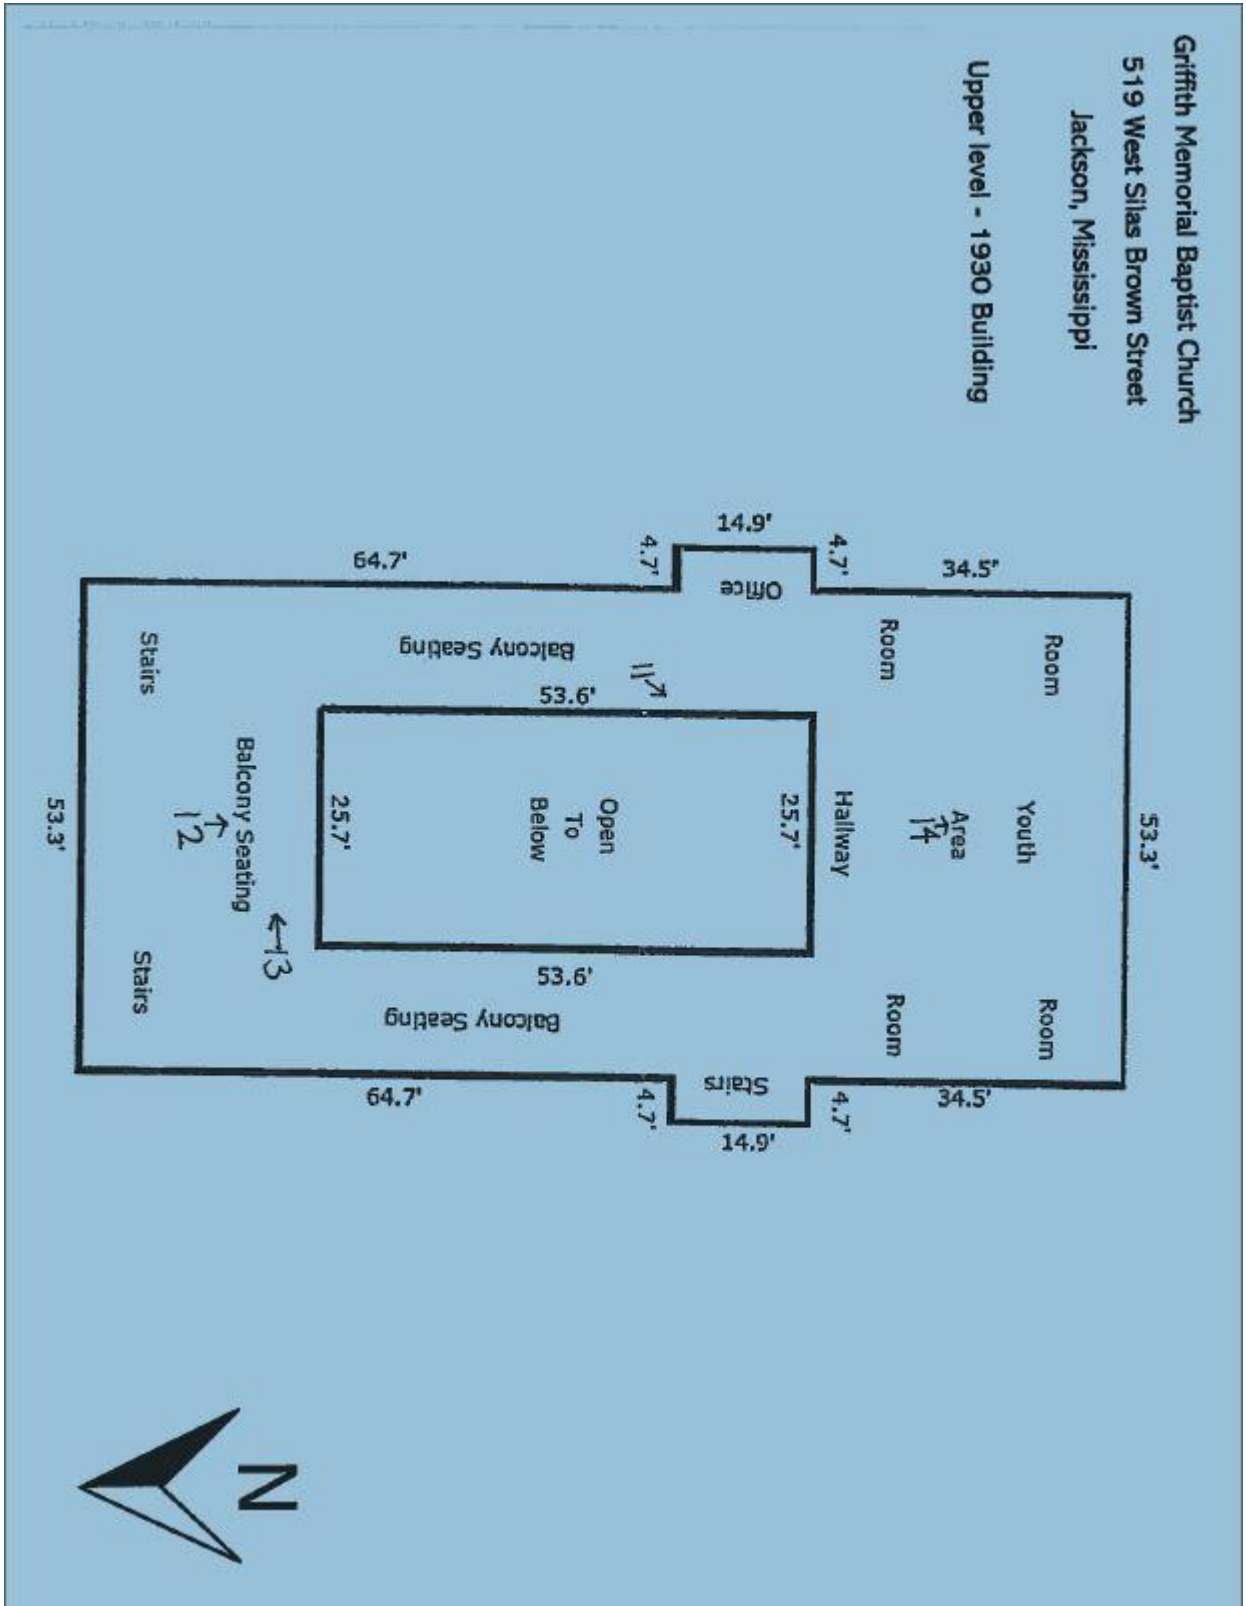 Griffith Memorial Baptist Church
519 West Silas Brown Street
Jackson, Mississippi
Upper level - 1930 Building
53.3'
34.5'
Room
Youth
Area
14
Room
34.5'
Room
Room
4.7'
14.9'
4.7'
Office
Hallway
4.7'
14.9'
4.7'
Stairs
25.7'
11
53.6'
Open
To
Below
53.6'
Balcony Seating
Balcony Seating
64.7'
64.7'
25.7'
13
Balcony Seating
12
Stairs
Stairs
53.3'
N